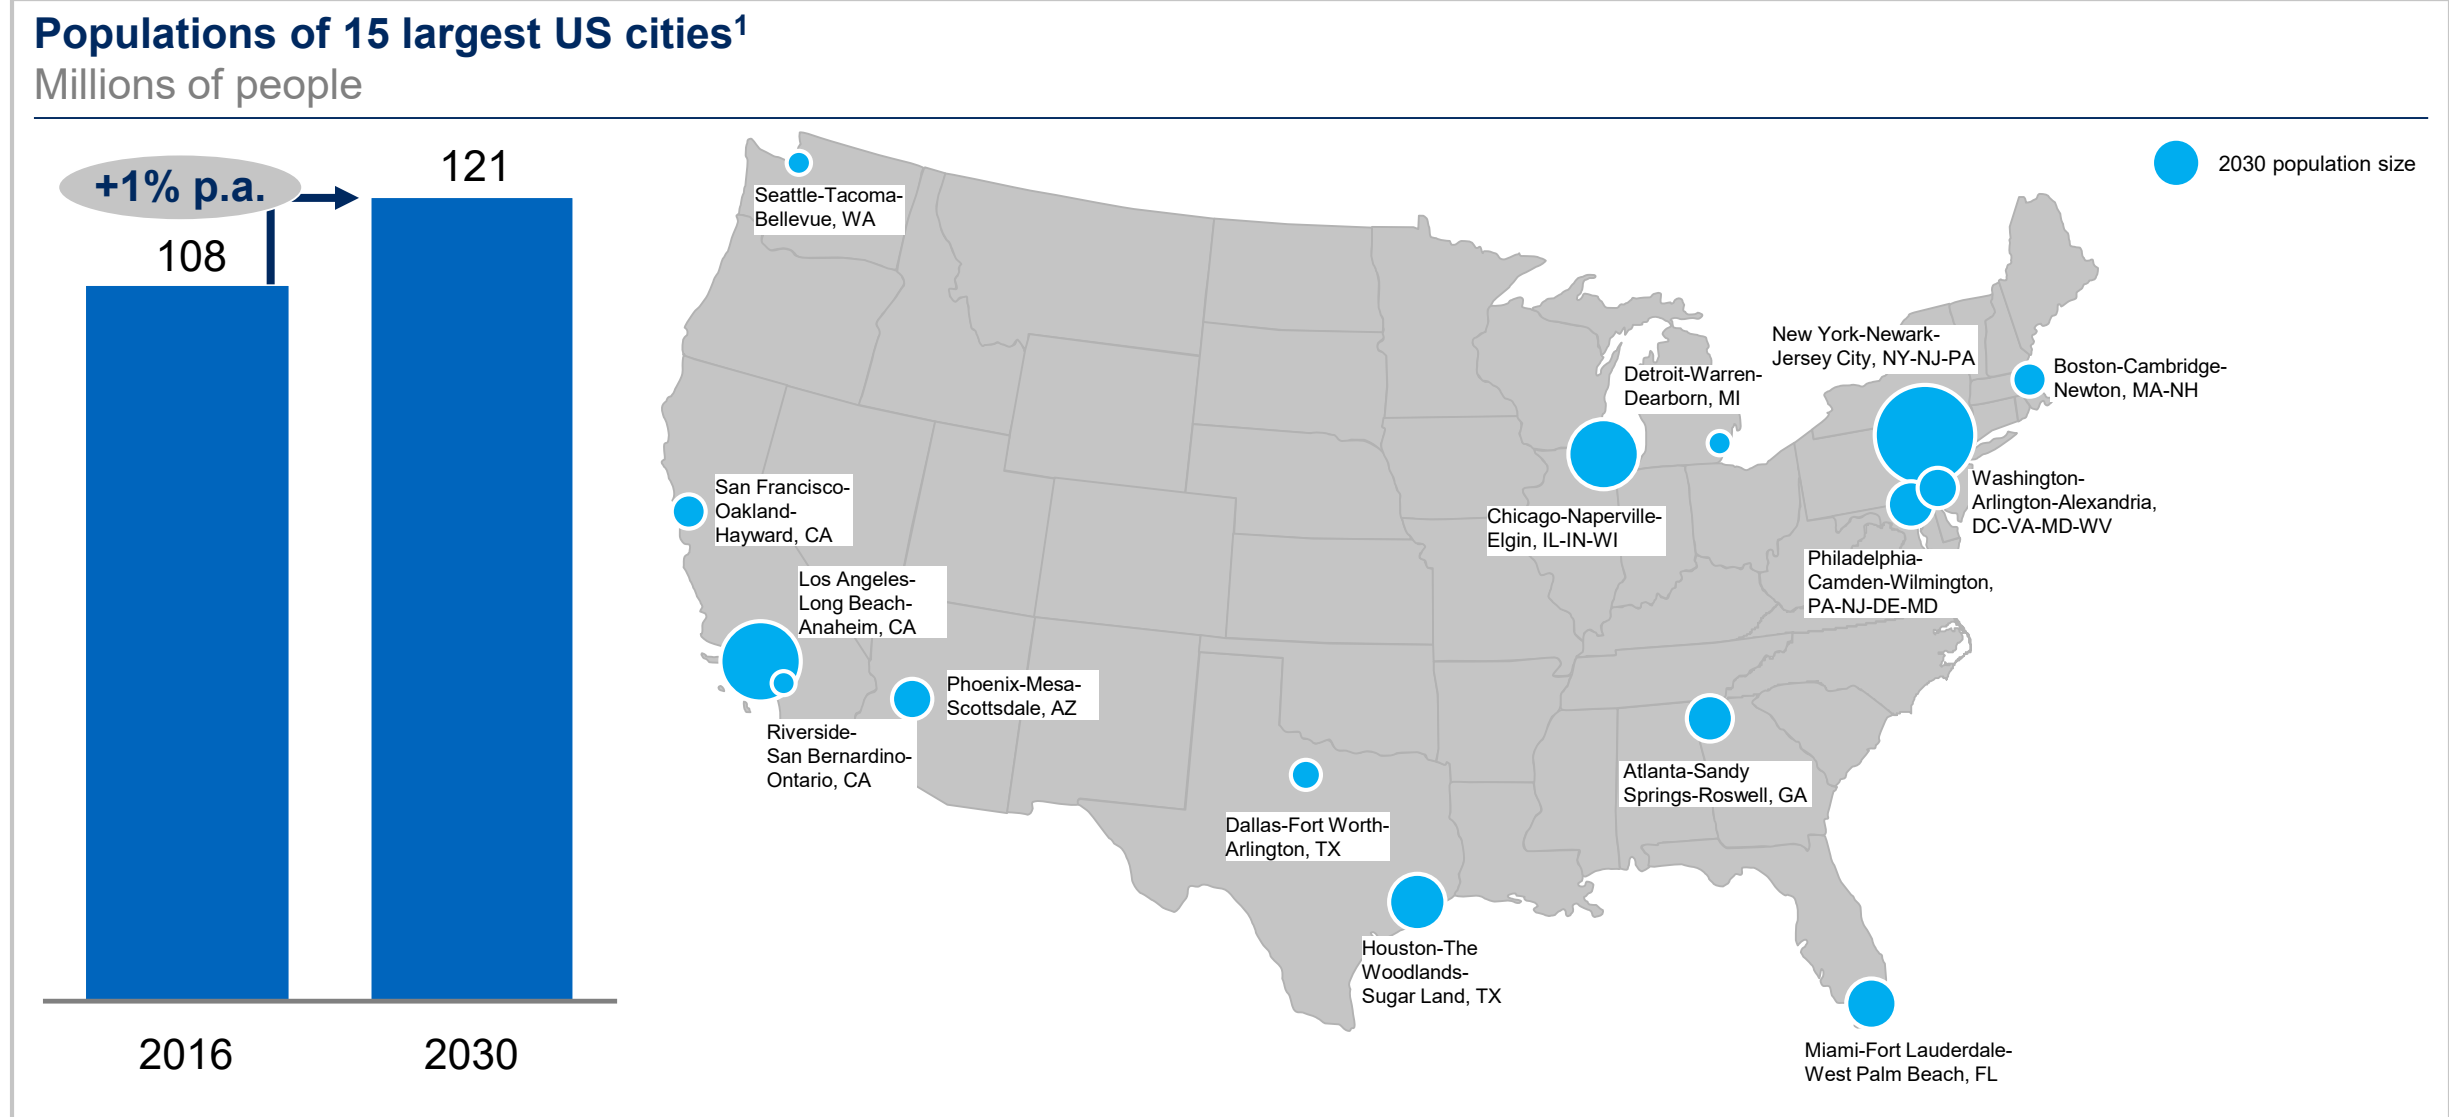 Populations of 15 largest US cities¹
Millions of people
+1% p.a.
108
121
2016
2030
2030 population size
Seattle-Tacoma-
Bellevue, WA
San Francisco-
Oakland-
Hayward, CA
Los Angeles-
Long Beach-
Anaheim, CA
Riverside-
San Bernardino-
Ontario, CA
Phoenix-Mesa-
Scottsdale, AZ
Dallas-Fort Worth-
Arlington, TX
Houston-The
Woodlands-
Sugar Land, TX
Chicago-Naperville-
Elgin, IL-IN-WI
Detroit-Warren-
Dearborn, MI
New York-Newark-
Jersey City, NY-NJ-PA
Boston-Cambridge-
Newton, MA-NH
Washington-
Arlington-Alexandria,
DC-VA-MD-WV
Philadelphia-
Camden-Wilmington,
PA-NJ-DE-MD
Atlanta-Sandy
Springs-Roswell, GA
Miami-Fort Lauderdale-
West Palm Beach, FL